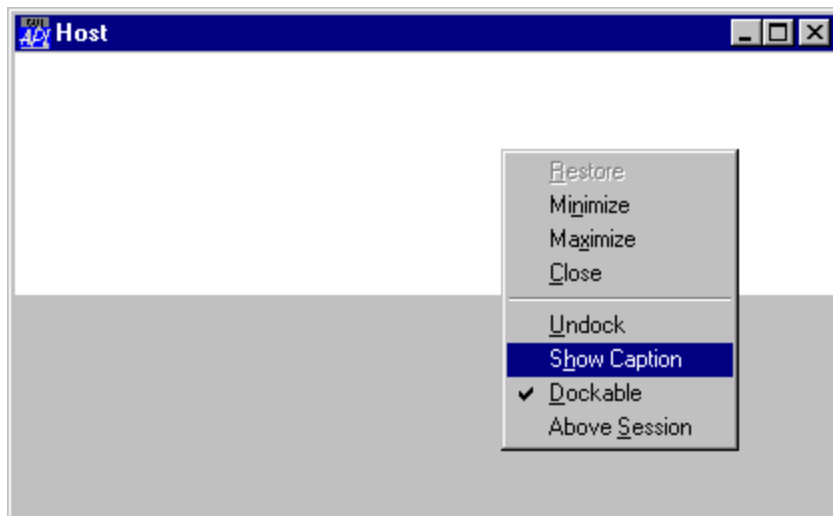 Host
Restore
Minimize
Maximize
Close
Undock
Show Caption
Dockable
Above Session